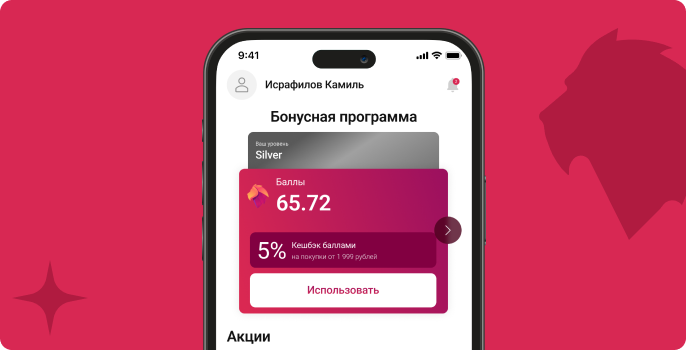 9:41
2
Исрафилов Камиль
Бонусная программа
Ваш уровень
Silver
Баллы
65.72
5% Кешбэк баллами
на покупки от 1 999 рублей
Использовать
Акции